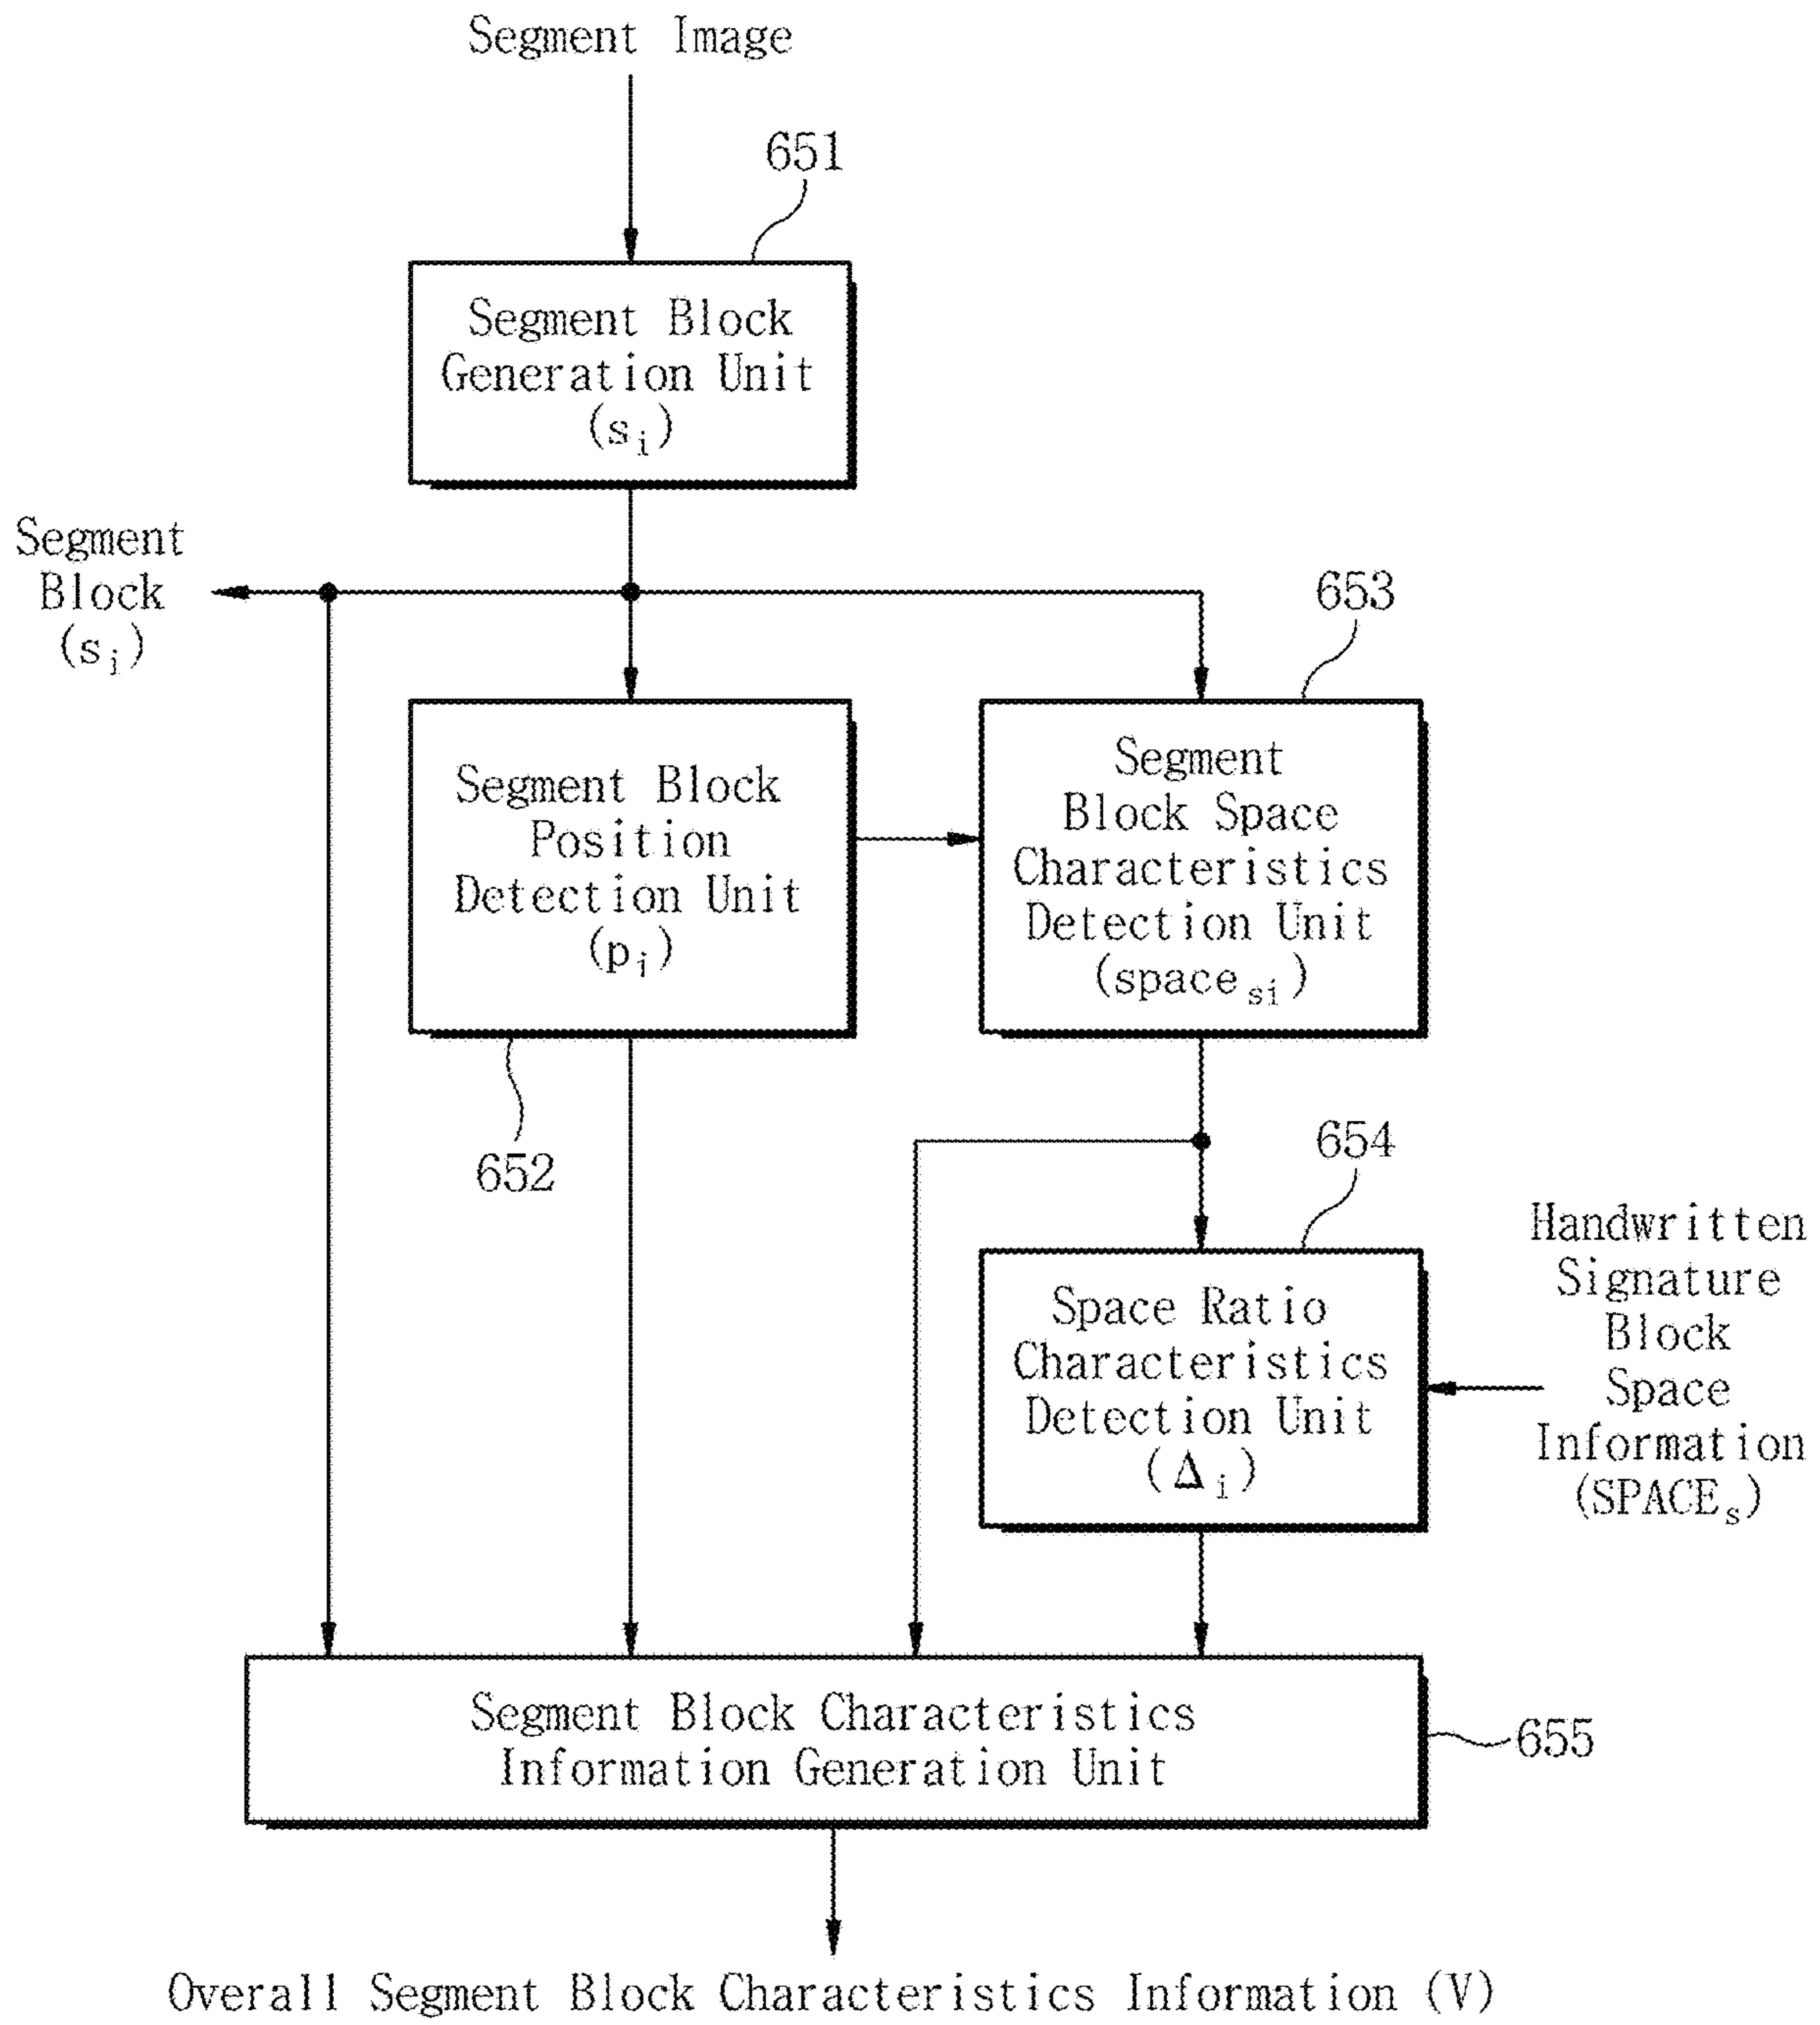 Segment Image
651
Segment Block
Generation Unit
(s_i)
Segment
Block
(s_i)
653
Segment Block
Position
Detection Unit
(p_i)
Segment
Block Space
Characteristics
Detection Unit
(space_si)
652
654
Space Ratio
Characteristics
Detection Unit
(Δ_i)
Handwritten
Signature
Block
Space
Information
(SPACE_s)
Segment Block Characteristics
Information Generation Unit
655
Overall Segment Block Characteristics Information (V)